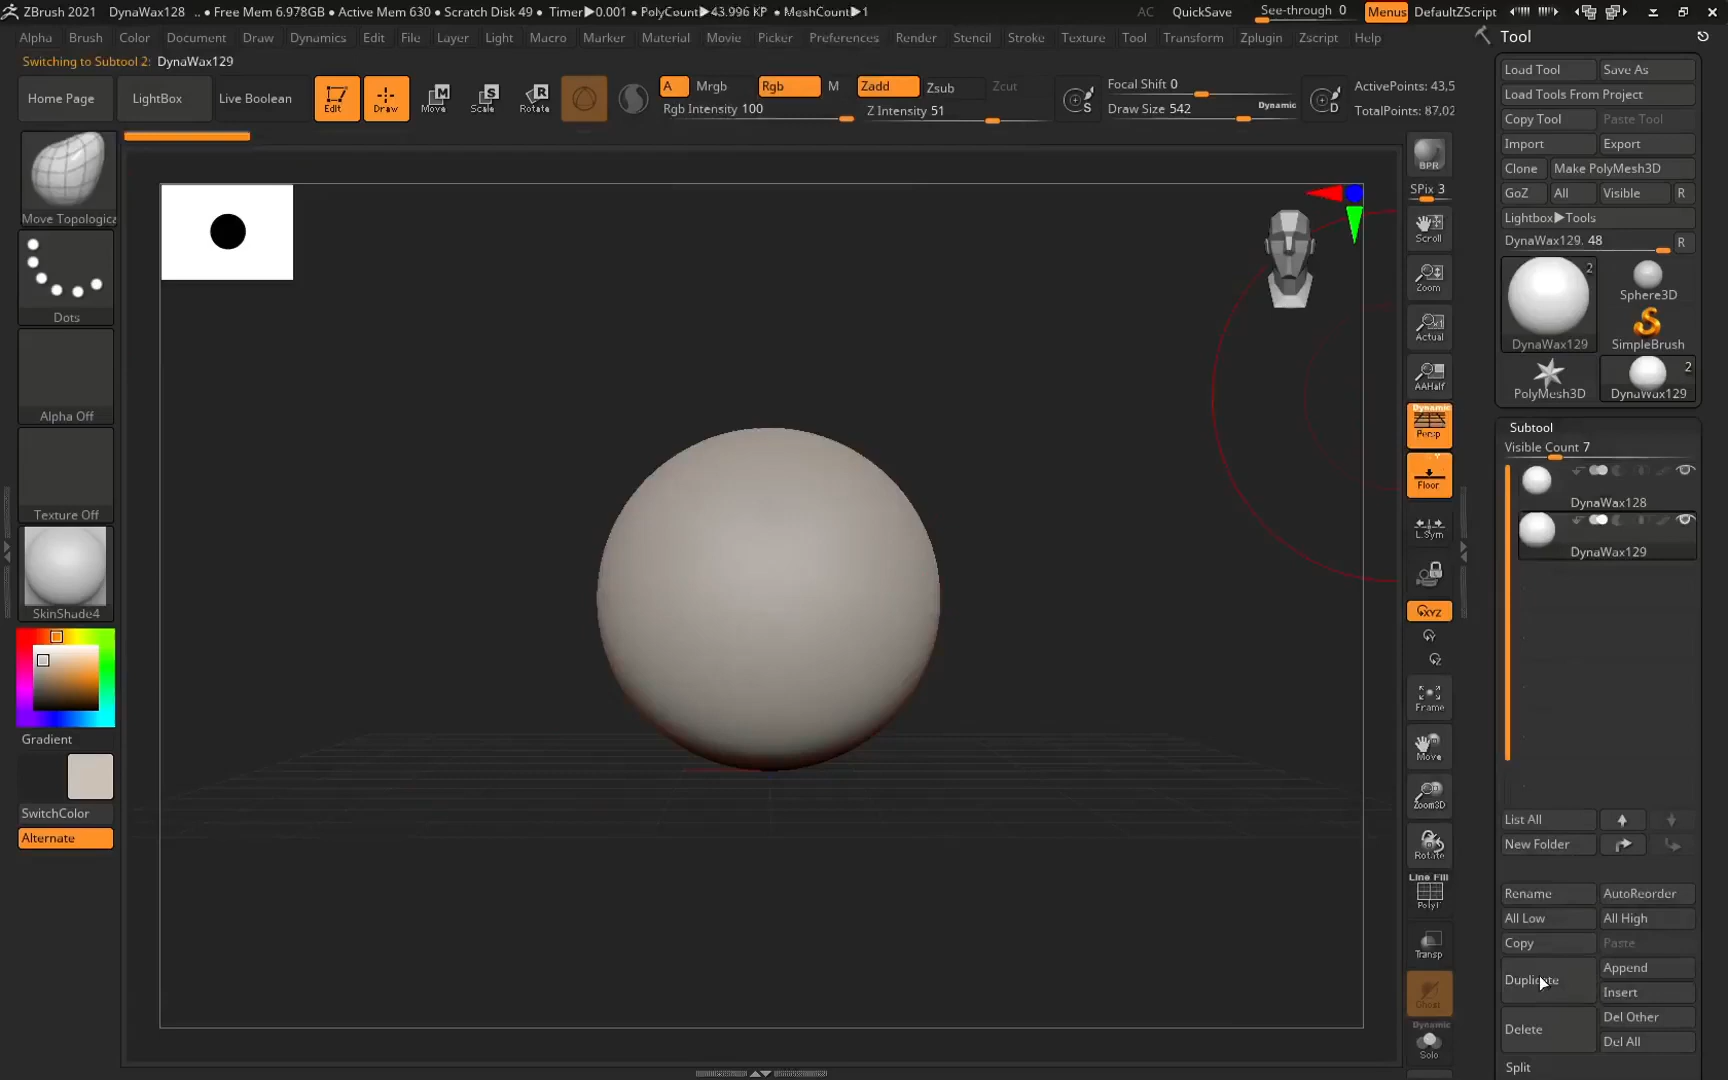 ZBrush 2021 DynaWax128 .. ● Free Mem 6.978GB ● Active Mem 630 ● Scratch Disk 49 ● Timer▶0.001 ● PolyCount▶43.996 KP ● MeshCount▶1 AC QuickSave See-through 0 Menus DefaultZScript
Alpha Brush Color Document Draw Dynamics Edit File Layer Light Macro Marker Material Movie Picker Preferences Render Stencil Stroke Texture Tool Transform Zplugin Zscript Help
Switching to Subtool 2: DynaWax129
Home Page LightBox Live Boolean Edit Draw Move Scale Rotate
A Mrgb Rgb M Zadd Zsub Zcut
Rgb Intensity 100 Z Intensity 51
Focal Shift 0
Draw Size 542 Dynamic
ActivePoints: 43,5
TotalPoints: 87,02
Move Topologica
Dots
Alpha Off
Texture Off
SkinShade4
Gradient
SwitchColor
Alternate
BPR
SPix 3
Scroll
Zoom
Actual
AAHalf
Dynamic
Persp
Floor
L.Sym
XYZ
Frame
Move
Zoom3D
Rotate
Line Fill
PolyF
Transp
Ghost
Dynamic
Solo
Tool
Load Tool Save As
Load Tools From Project
Copy Tool Paste Tool
Import Export
Clone Make PolyMesh3D
GoZ All Visible R
Lightbox▶Tools
DynaWax129. 48 R
2
Sphere3D
DynaWax129 SimpleBrush
2
PolyMesh3D DynaWax129
Subtool
Visible Count 7
DynaWax128
DynaWax129
List All
New Folder
Rename AutoReorder
All Low All High
Copy Paste
Duplicate Append
Insert
Delete Del Other
Del All
Split